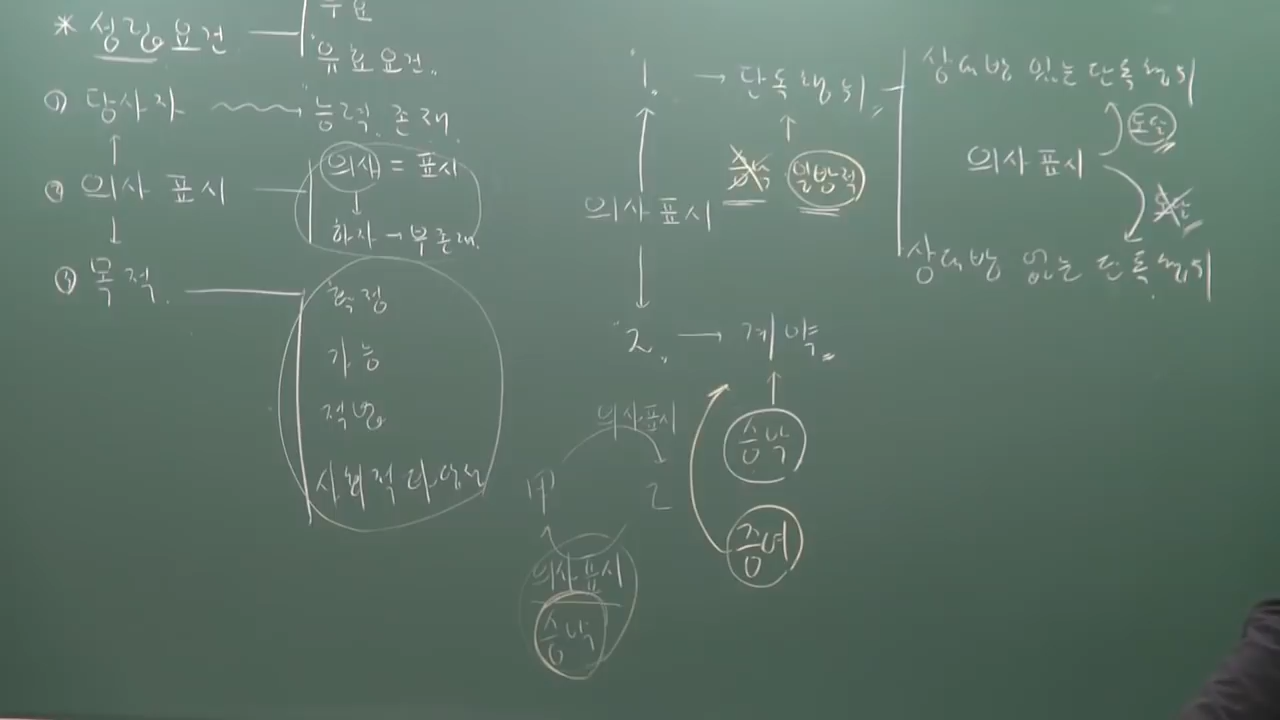 * 성립요건
유효요건
① 당사자
능력 존재
② 의사 표시
의사 = 표시
하자 → 부존재
③ 목적
확정
가능
적법
사회적 타당성
1. → 단독행위
승낙 일방적
의사표시
2. → 계약
승낙
증여
의사표시
甲 乙
의사표시
승낙
상대방 있는 단독행위
도달
의사표시
도달
상대방 없는 단독행위